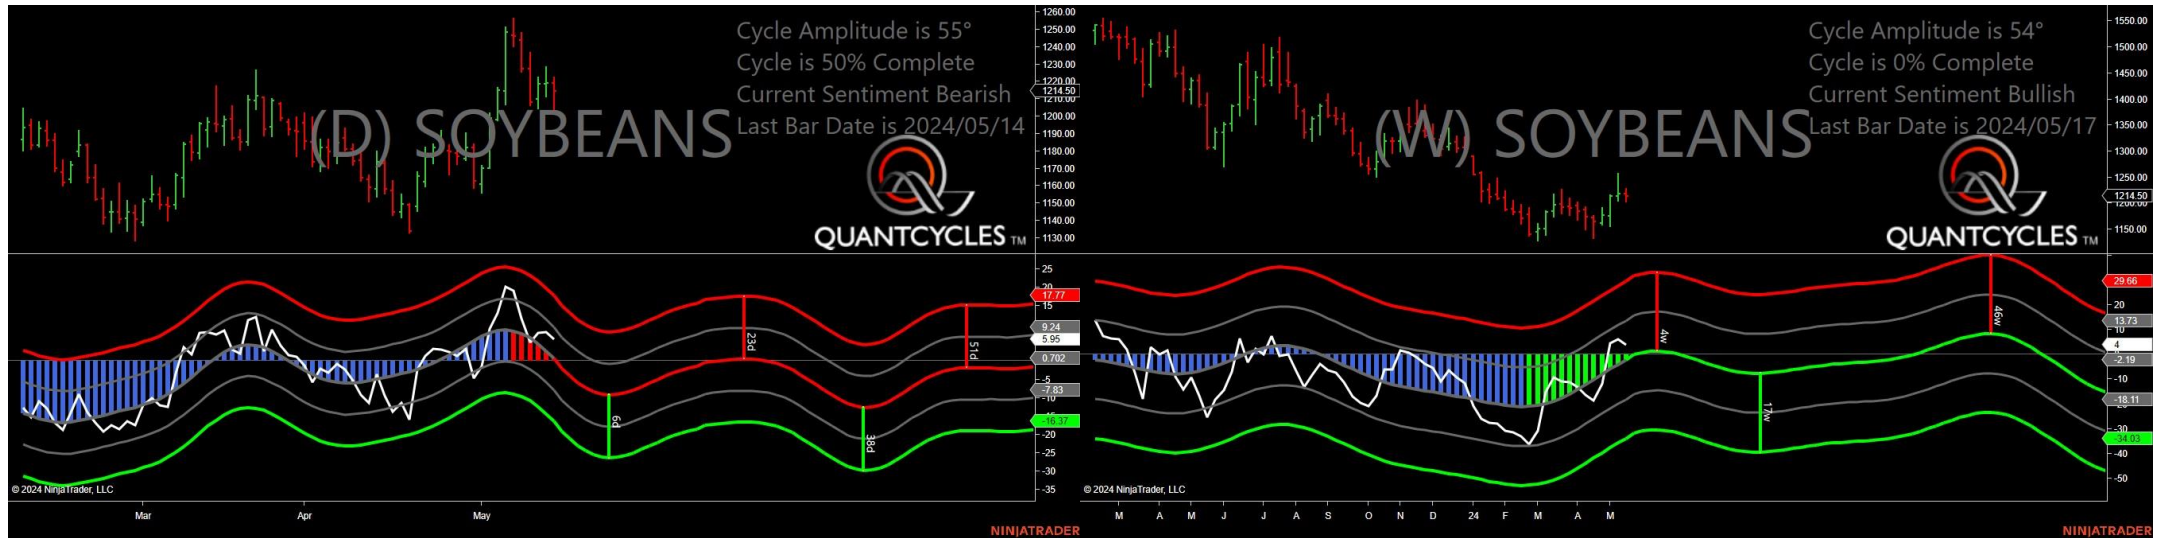 Cycle Amplitude is 55°
Cycle is 50% Complete
Current Sentiment Bearish
Last Bar Date is 2024/05/14
(D) SOYBEANS
QUANTCYCLES TM
1260.00
1250.00
1240.00
1230.00
1220.00
1214.50
1210.00
1200.00
1190.00
1180.00
1170.00
1160.00
1150.00
1140.00
1130.00
25
20
17.77
15
9.24
5.95
0.702
-5
-7.83
-10
-16.37
-20
-25
-30
-35
6d
23d
38d
51d
© 2024 NinjaTrader, LLC
Mar Apr May
NINJATRADER
Cycle Amplitude is 54°
Cycle is 0% Complete
Current Sentiment Bullish
Last Bar Date is 2024/05/17
(W) SOYBEANS
QUANTCYCLES TM
1550.00
1500.00
1450.00
1400.00
1350.00
1300.00
1250.00
1214.50
1200.00
1150.00
29.66
20
13.73
10
4
-2.19
-10
-18.11
-30
-34.03
-40
-50
4w
17w
46w
© 2024 NinjaTrader, LLC
M A M J J A S O N D 24 F M A M
NINJATRADER